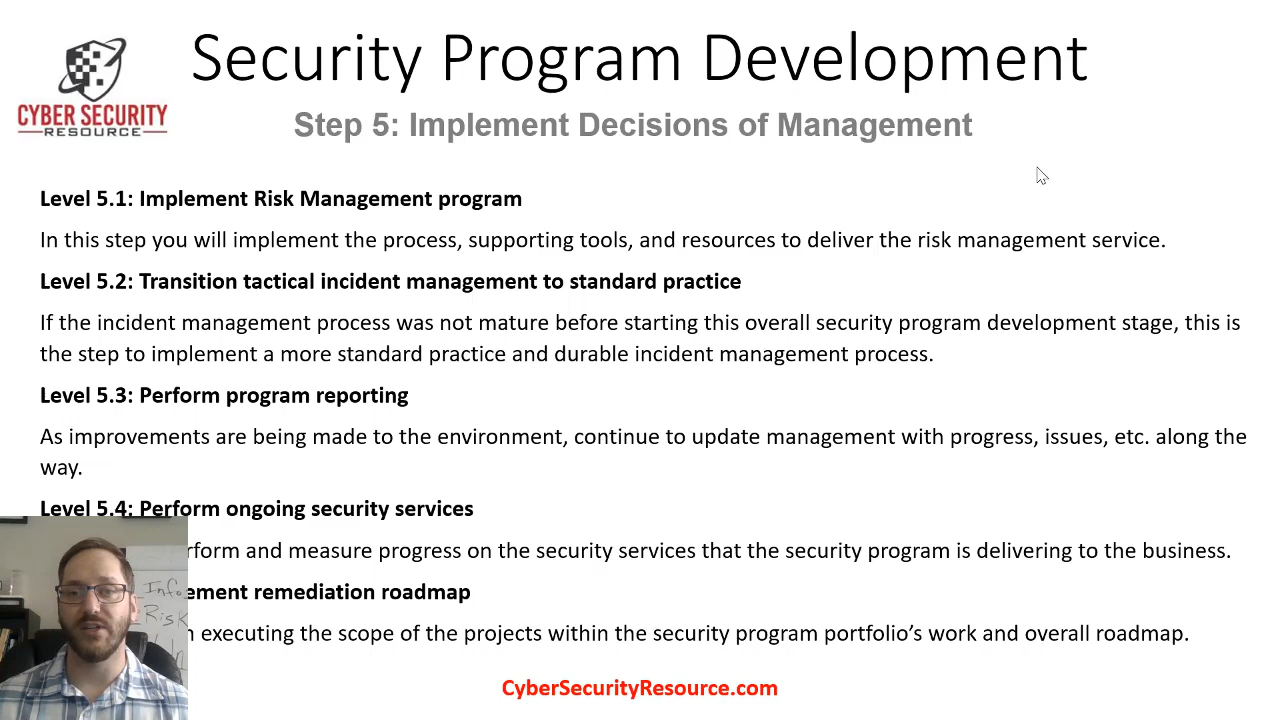 Security Program Development
CYBER SECURITY
RESOURCE
Step 5: Implement Decisions of Management
Level 5.1: Implement Risk Management program
In this step you will implement the process, supporting tools, and resources to deliver the risk management service.
Level 5.2: Transition tactical incident management to standard practice
If the incident management process was not mature before starting this overall security program development stage, this is
the step to implement a more standard practice and durable incident management process.
Level 5.3: Perform program reporting
As improvements are being made to the environment, continue to update management with progress, issues, etc. along the
way.
Level 5.4: Perform ongoing security services
rform and measure progress on the security services that the security program is delivering to the business.
ement remediation roadmap
n executing the scope of the projects within the security program portfolio's work and overall roadmap.
Info
Risk
CyberSecurityResource.com